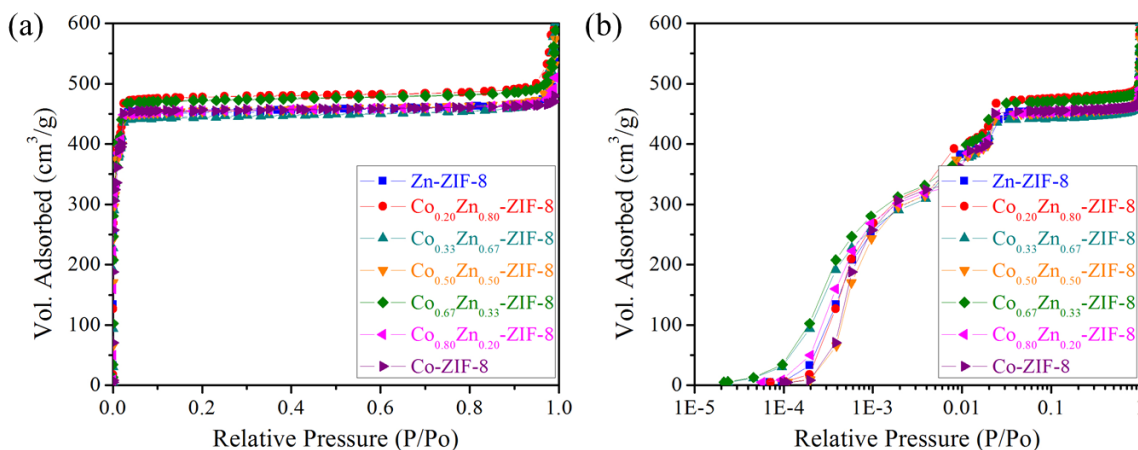 (a)
600
500
400
300
200
100
0
Vol. Adsorbed (cm³/g)
0.0 0.2 0.4 0.6 0.8 1.0
Relative Pressure (P/Po)
Zn-ZIF-8
Co₀.₂₀Zn₀.₈₀-ZIF-8
Co₀.₃₃Zn₀.₆₇-ZIF-8
Co₀.₅₀Zn₀.₅₀-ZIF-8
Co₀.₆₇Zn₀.₃₃-ZIF-8
Co₀.₈₀Zn₀.₂₀-ZIF-8
Co-ZIF-8
(b)
600
500
400
300
200
100
0
Vol. Adsorbed (cm³/g)
1E-5 1E-4 1E-3 0.01 0.1
Relative Pressure (P/Po)
Zn-ZIF-8
Co₀.₂₀Zn₀.₈₀-ZIF-8
Co₀.₃₃Zn₀.₆₇-ZIF-8
Co₀.₅₀Zn₀.₅₀-ZIF-8
Co₀.₆₇Zn₀.₃₃-ZIF-8
Co₀.₈₀Zn₀.₂₀-ZIF-8
Co-ZIF-8